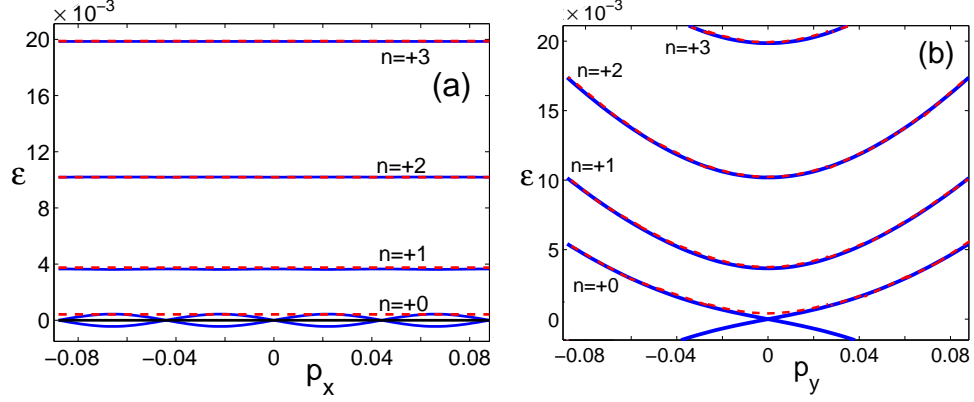 × 10⁻³
20
16
12
8
4
0
ε
n=+3
(a)
n=+2
n=+1
n=+0
−0.08 −0.04 0 0.04 0.08
p_x
× 10⁻³
20
15
10
5
0
ε
n=+3
(b)
n=+2
n=+1
n=+0
−0.08 −0.04 0 0.04 0.08
p_y